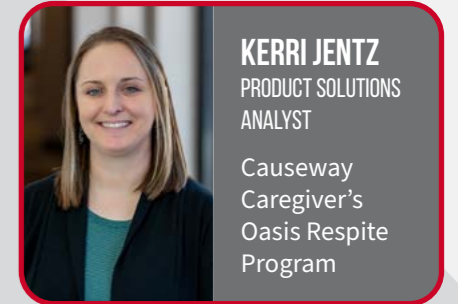 KERRI JENTZ
PRODUCT SOLUTIONS
ANALYST
Causeway
Caregiver’s
Oasis Respite
Program